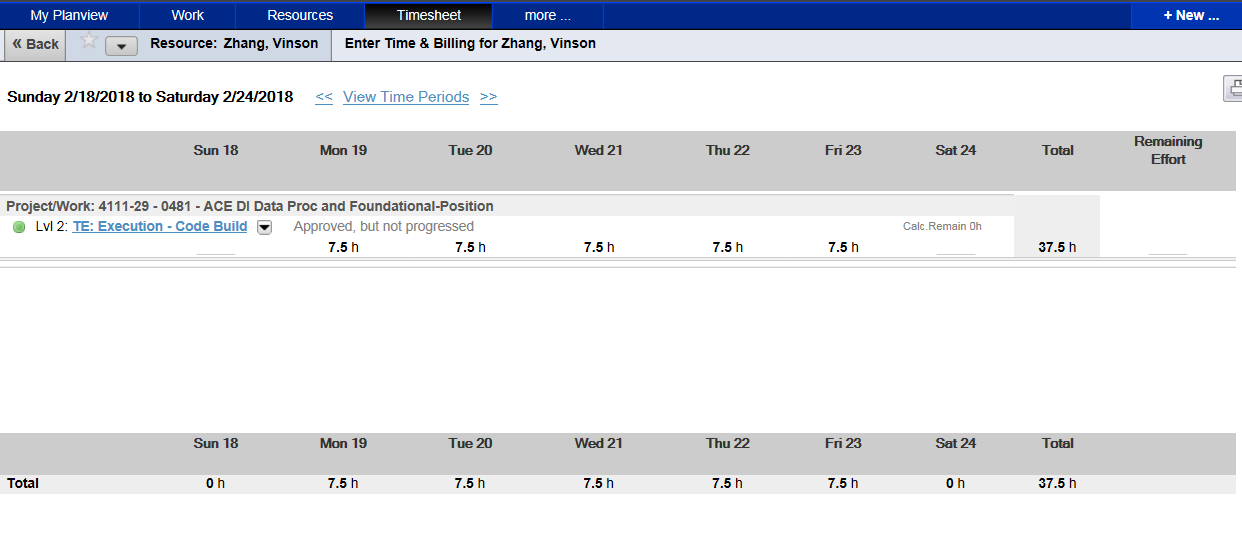 My Planview Work Resources Timesheet more ... + New ...
« Back Resource: Zhang, Vinson Enter Time & Billing for Zhang, Vinson
Sunday 2/18/2018 to Saturday 2/24/2018 << View Time Periods >>
Sun 18 Mon 19 Tue 20 Wed 21 Thu 22 Fri 23 Sat 24 Total Remaining Effort
Project/Work: 4111-29 - 0481 - ACE DI Data Proc and Foundational-Position
Lvl 2: TE: Execution - Code Build Approved, but not progressed Calc.Remain 0h
7.5 h 7.5 h 7.5 h 7.5 h 7.5 h 37.5 h
Sun 18 Mon 19 Tue 20 Wed 21 Thu 22 Fri 23 Sat 24 Total
Total 0 h 7.5 h 7.5 h 7.5 h 7.5 h 7.5 h 0 h 37.5 h